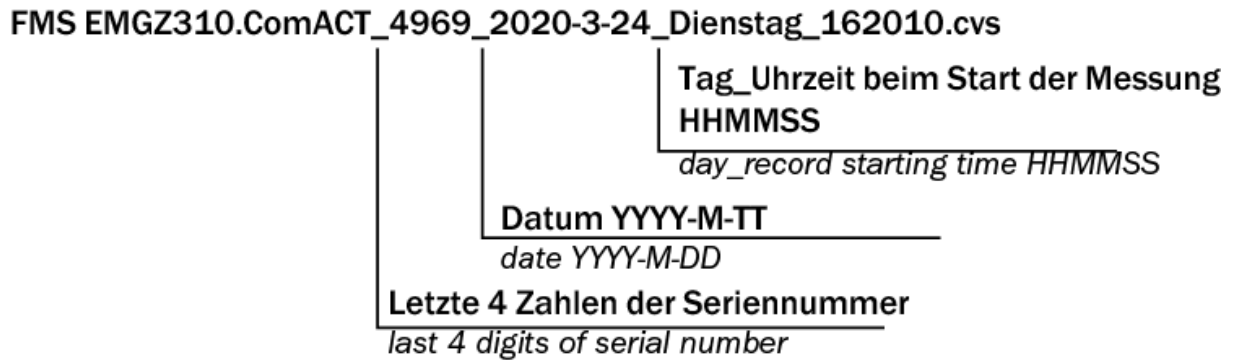 FMS EMGZ310.ComACT_4969_2020-3-24_Dienstag_162010.cvs
Tag_Uhrzeit beim Start der Messung
HHMMSS
day_record starting time HHMMSS
Datum YYYY-M-TT
date YYYY-M-DD
Letzte 4 Zahlen der Seriennummer
last 4 digits of serial number